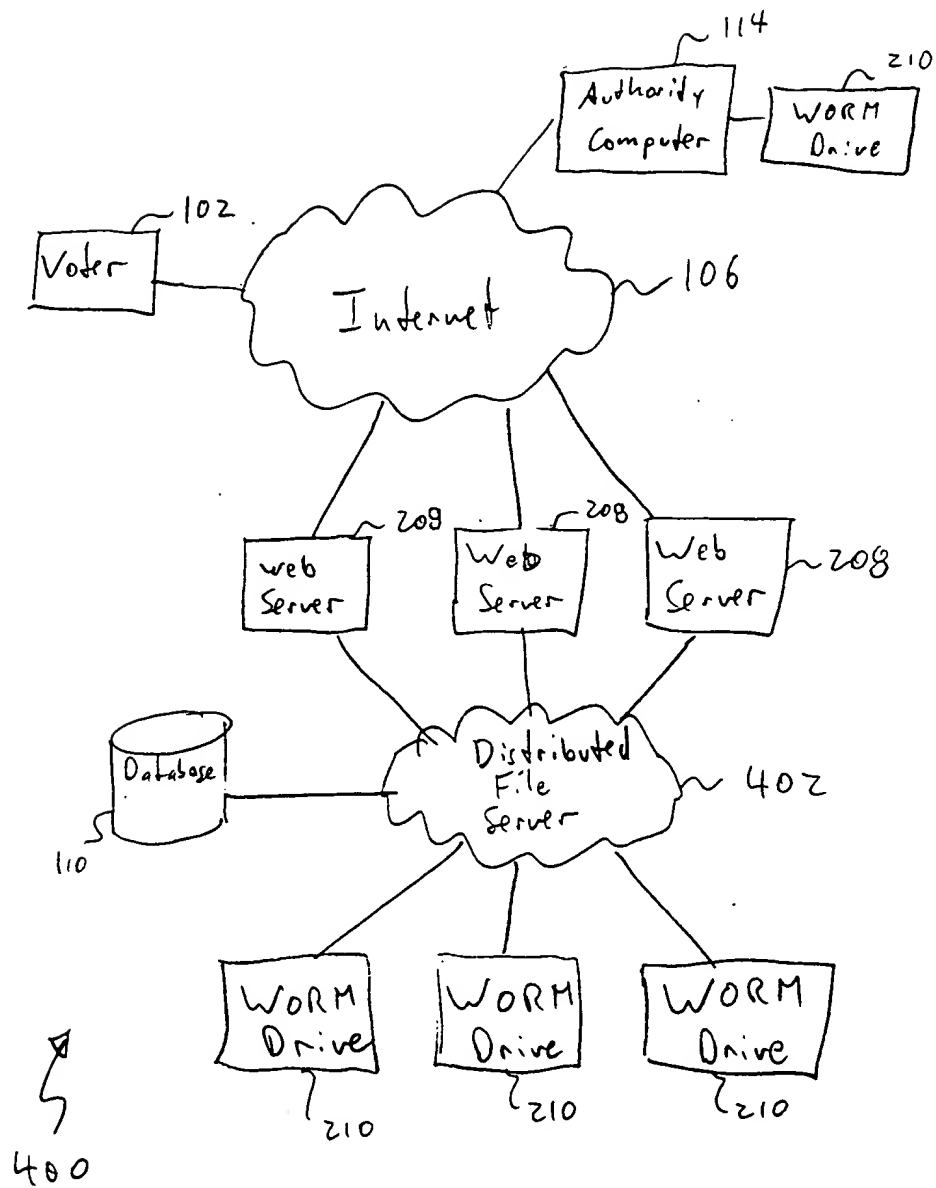 114
210
Authority
Computer
WORM
Drive
102
Voter
106
Internet
209
208
web
Server
Web
Server
Web
Server
208
Distributed
File
Server
Database
402
110
WORM
Drive
WORM
Drive
WORM
Drive
210
210
210
400